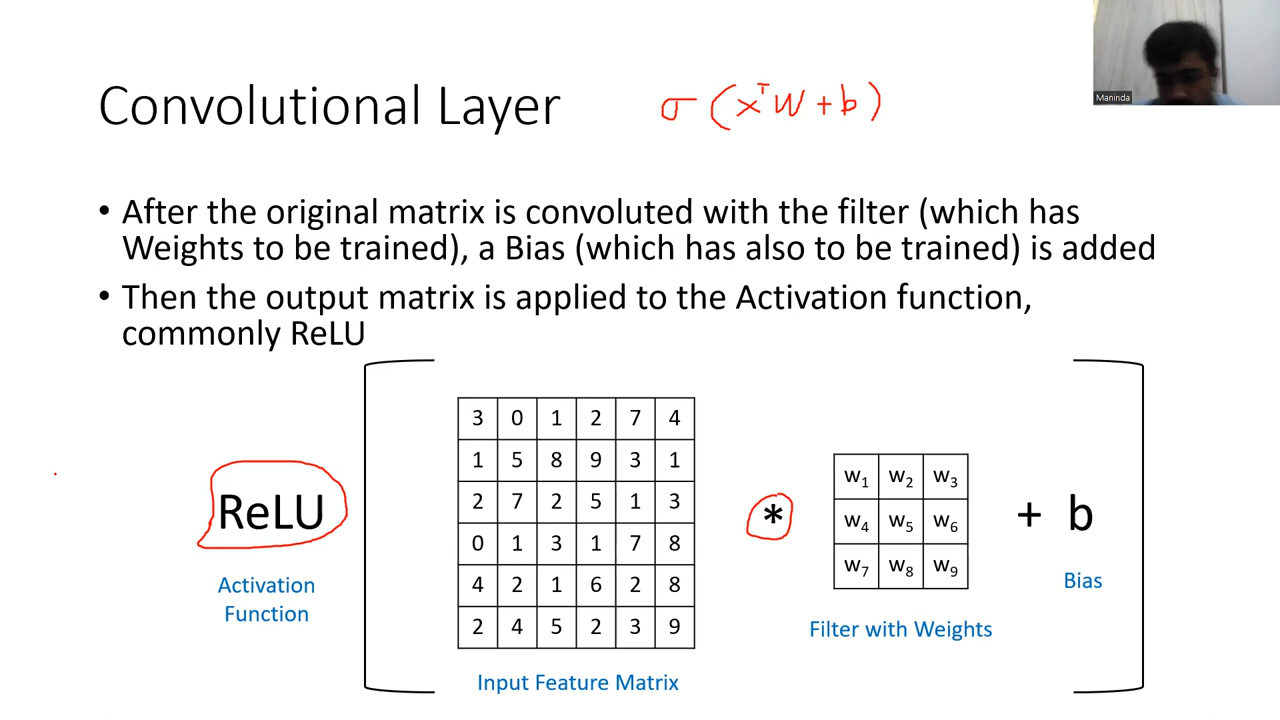 Maninda
Convolutional Layer
σ (xᵀW + b)
• After the original matrix is convoluted with the filter (which has
Weights to be trained), a Bias (which has also to be trained) is added
• Then the output matrix is applied to the Activation function,
commonly ReLU
ReLU
Activation
Function
3 0 1 2 7 4
1 5 8 9 3 1
2 7 2 5 1 3
0 1 3 1 7 8
4 2 1 6 2 8
2 4 5 2 3 9
Input Feature Matrix
*
w₁ w₂ w₃
w₄ w₅ w₆
w₇ w₈ w₉
Filter with Weights
+ b
Bias